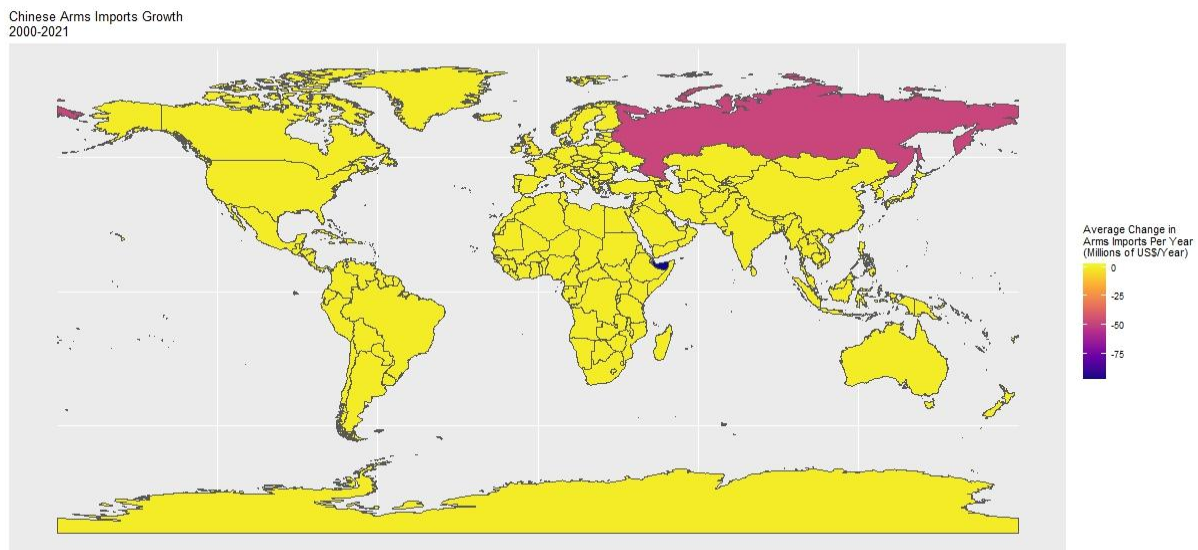 Chinese Arms Imports Growth
2000-2021
Average Change in
Arms Imports Per Year
(Millions of US$/Year)
0
-25
-50
-75